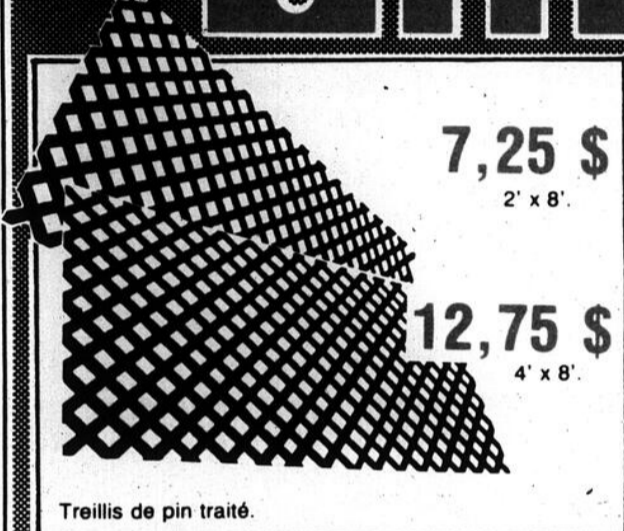 7,25 $
2' x 8'.
12,75 $
4' x 8'.
Treillis de pin traité.